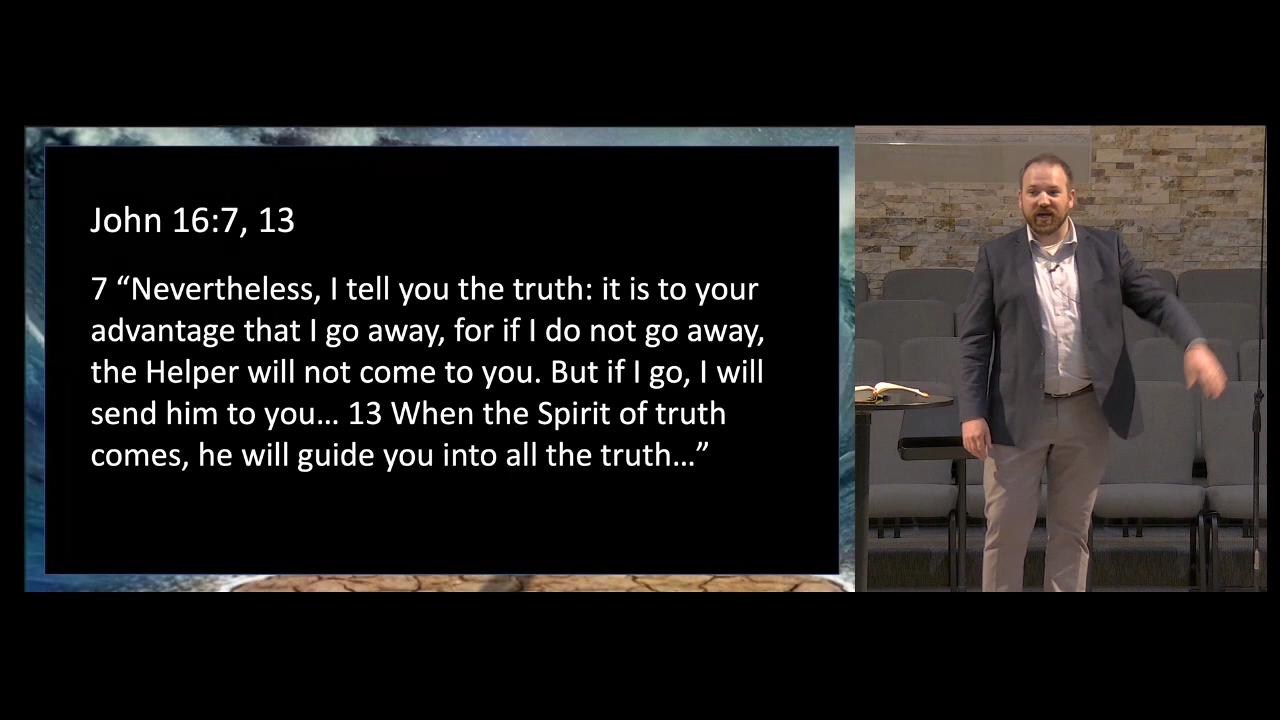 John 16:7, 13
7 “Nevertheless, I tell you the truth: it is to your
advantage that I go away, for if I do not go away,
the Helper will not come to you. But if I go, I will
send him to you… 13 When the Spirit of truth
comes, he will guide you into all the truth…”